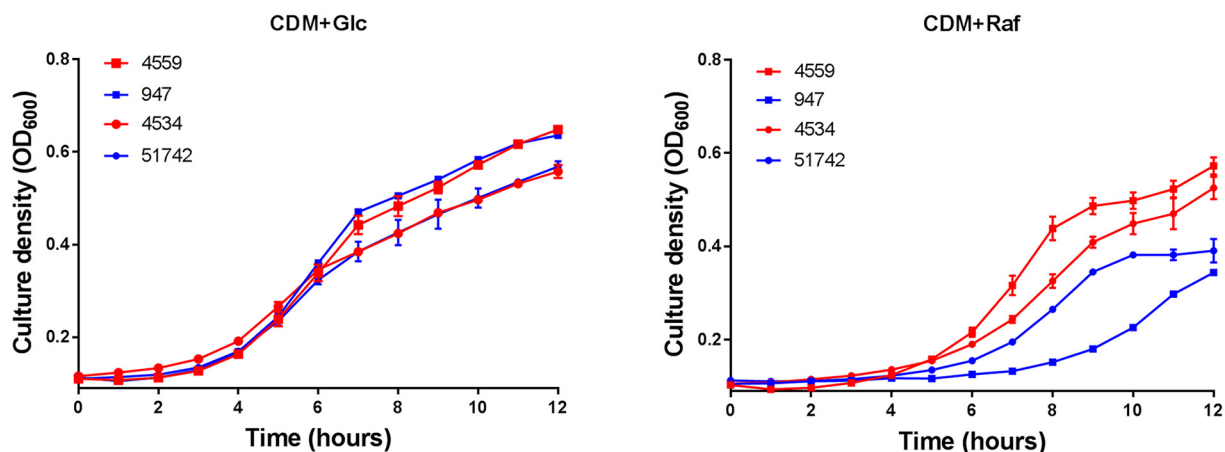 CDM+Glc
Culture density (OD600)
0.8
0.6
0.4
0.2
4559
947
4534
51742
0 2 4 6 8 10 12
Time (hours)
CDM+Raf
Culture density (OD600)
0.8
0.6
0.4
0.2
4559
947
4534
51742
0 2 4 6 8 10 12
Time (hours)